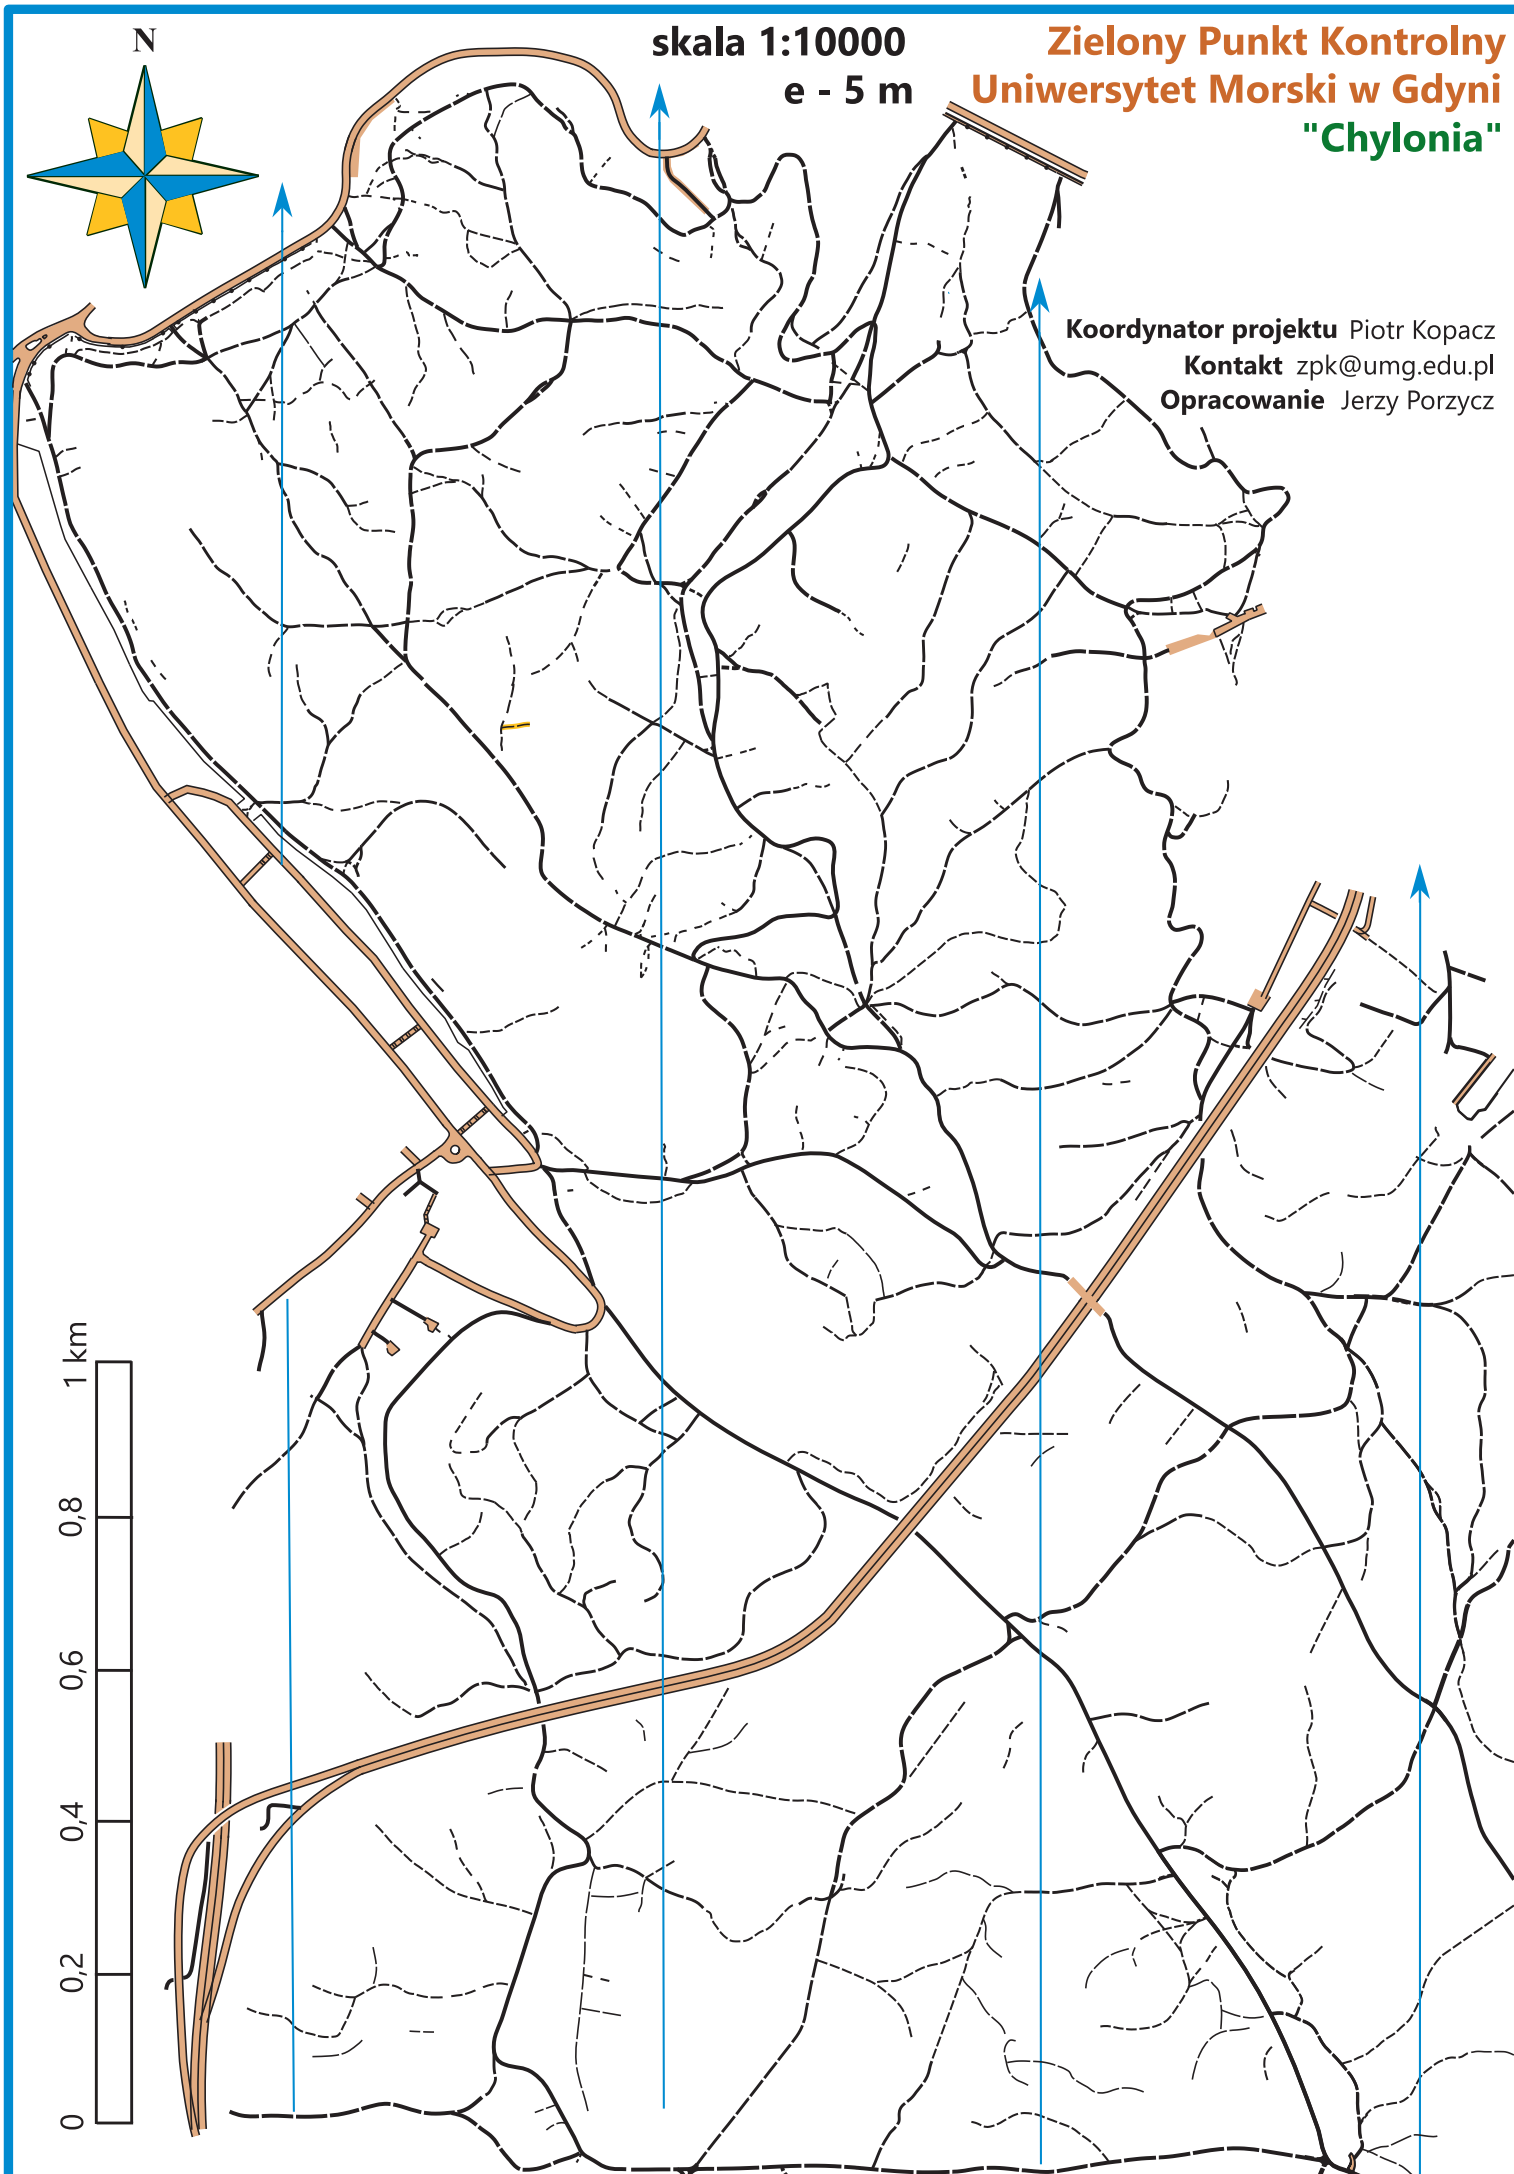 N
skala 1:10000
e - 5 m
Zielony Punkt Kontrolny
Uniwersytet Morski w Gdyni
"Chylonia"
Koordynator projektu Piotr Kopacz
Kontakt zpk@umg.edu.pl
Opracowanie Jerzy Porzycz
1 km
0,8
0,6
0,4
0,2
0